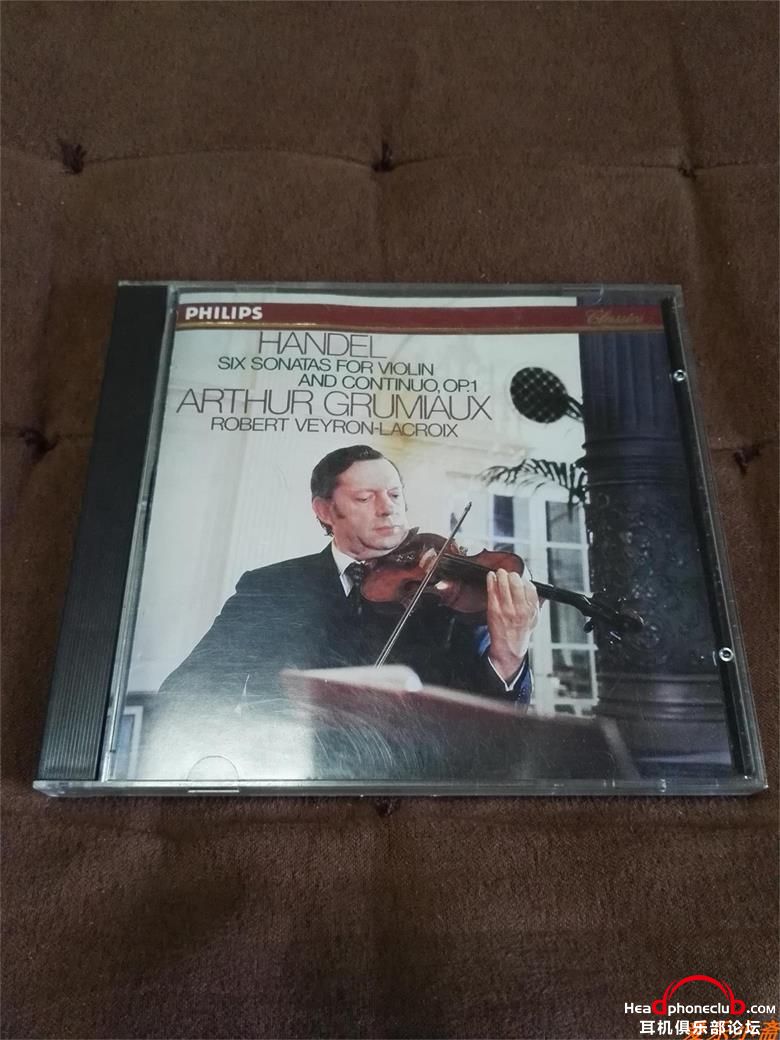 PHILIPS
Classics
HANDEL
SIX SONATAS FOR VIOLIN
AND CONTINUO, OP.1
ARTHUR GRUMIAUX
ROBERT VEYRON-LACROIX
Headphoneclub.com
耳机俱乐部论坛